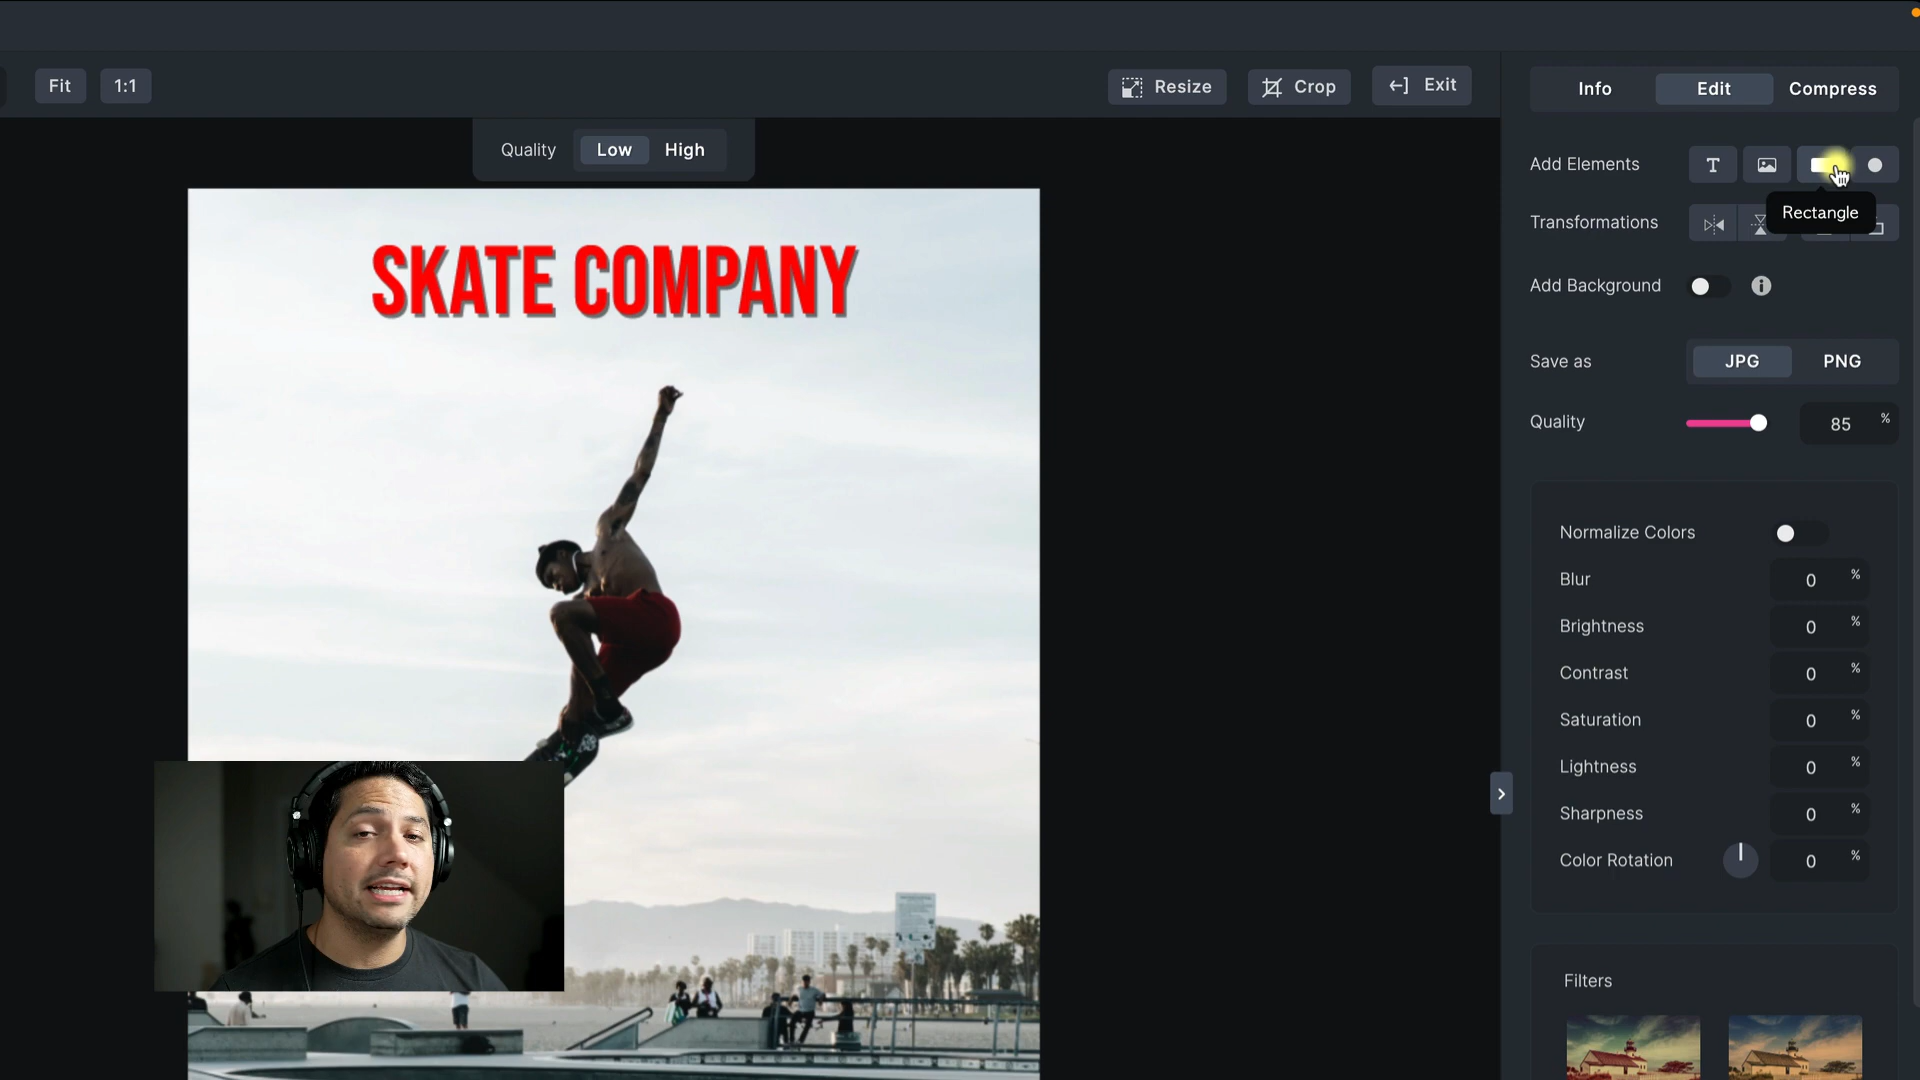 Fit 1:1 Resize Crop Exit
Info Edit Compress
Quality Low High
Add Elements T
Rectangle
Transformations
Add Background i
SKATE COMPANY
Save as JPG PNG
Quality 85 %
Normalize Colors
Blur 0 %
Brightness 0 %
Contrast 0 %
Saturation 0 %
Lightness 0 %
Sharpness 0 %
Color Rotation 0 %
Filters